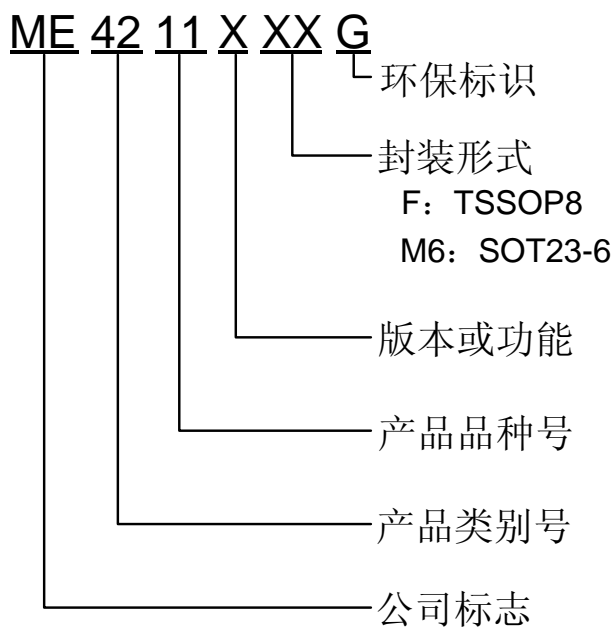 ME 42 11 X XX G
环保标识
封装形式
F：TSSOP8
M6：SOT23-6
版本或功能
产品品种号
产品类别号
公司标志